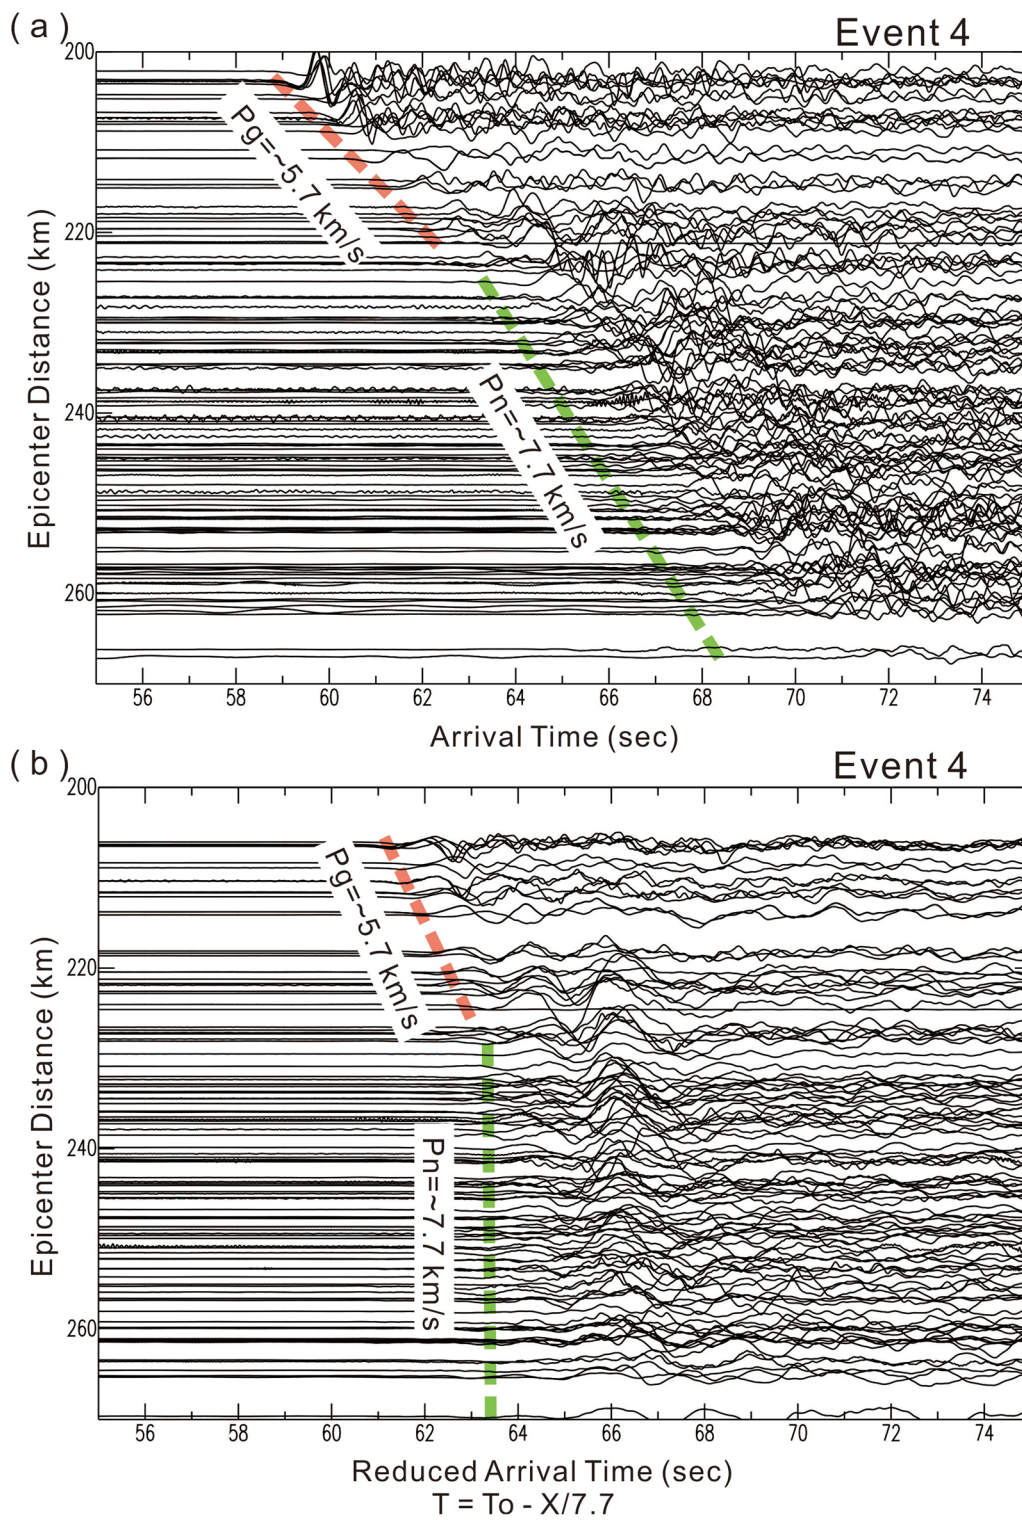 ( a )
Event 4
200
220
240
260
Epicenter Distance (km)
Pg=~5.7 km/s
Pn=~7.7 km/s
56 58 60 62 64 66 68 70 72 74
Arrival Time (sec)
( b )
Event 4
200
220
240
260
Epicenter Distance (km)
Pg=~5.7 km/s
Pn=~7.7 km/s
56 58 60 62 64 66 68 70 72 74
Reduced Arrival Time (sec)
T = To - X/7.7